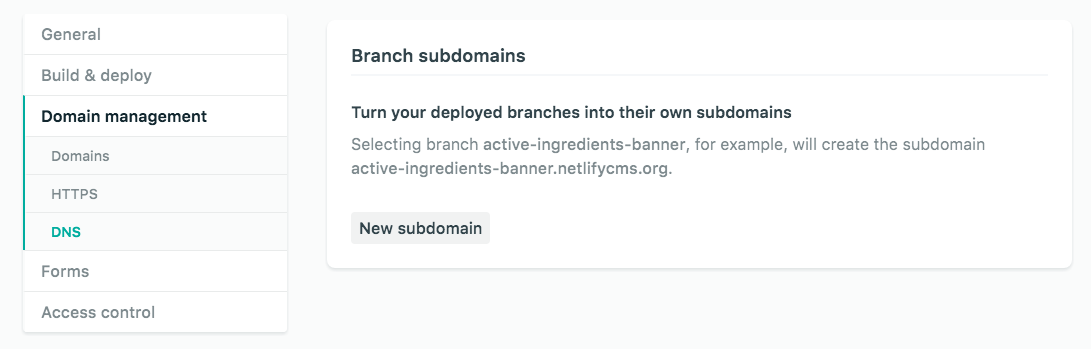 General
Build & deploy
Domain management
Domains
HTTPS
DNS
Forms
Access control
Branch subdomains
Turn your deployed branches into their own subdomains
Selecting branch active-ingredients-banner, for example, will create the subdomain
active-ingredients-banner.netlifycms.org.
New subdomain